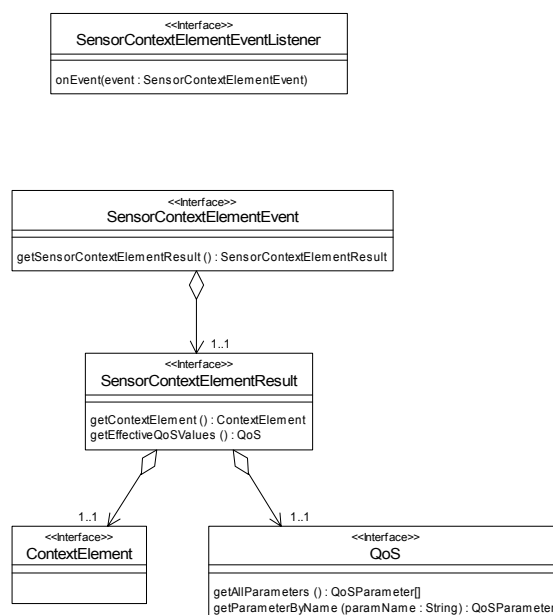 <<Interface>>
SensorContextElementEventListener
onEvent(event : SensorContextElementEvent)
<<Interface>>
SensorContextElementEvent
getSensorContextElementResult () : SensorContextElementResult
1..1
<<Interface>>
SensorContextElementResult
getContextElement () : ContextElement
getEffectiveQoSValues () : QoS
1..1
1..1
<<Interface>>
ContextElement
<<Interface>>
QoS
getAllParameters () : QoSParameter[]
getParameterByName (paramName : String) : QoSParameter